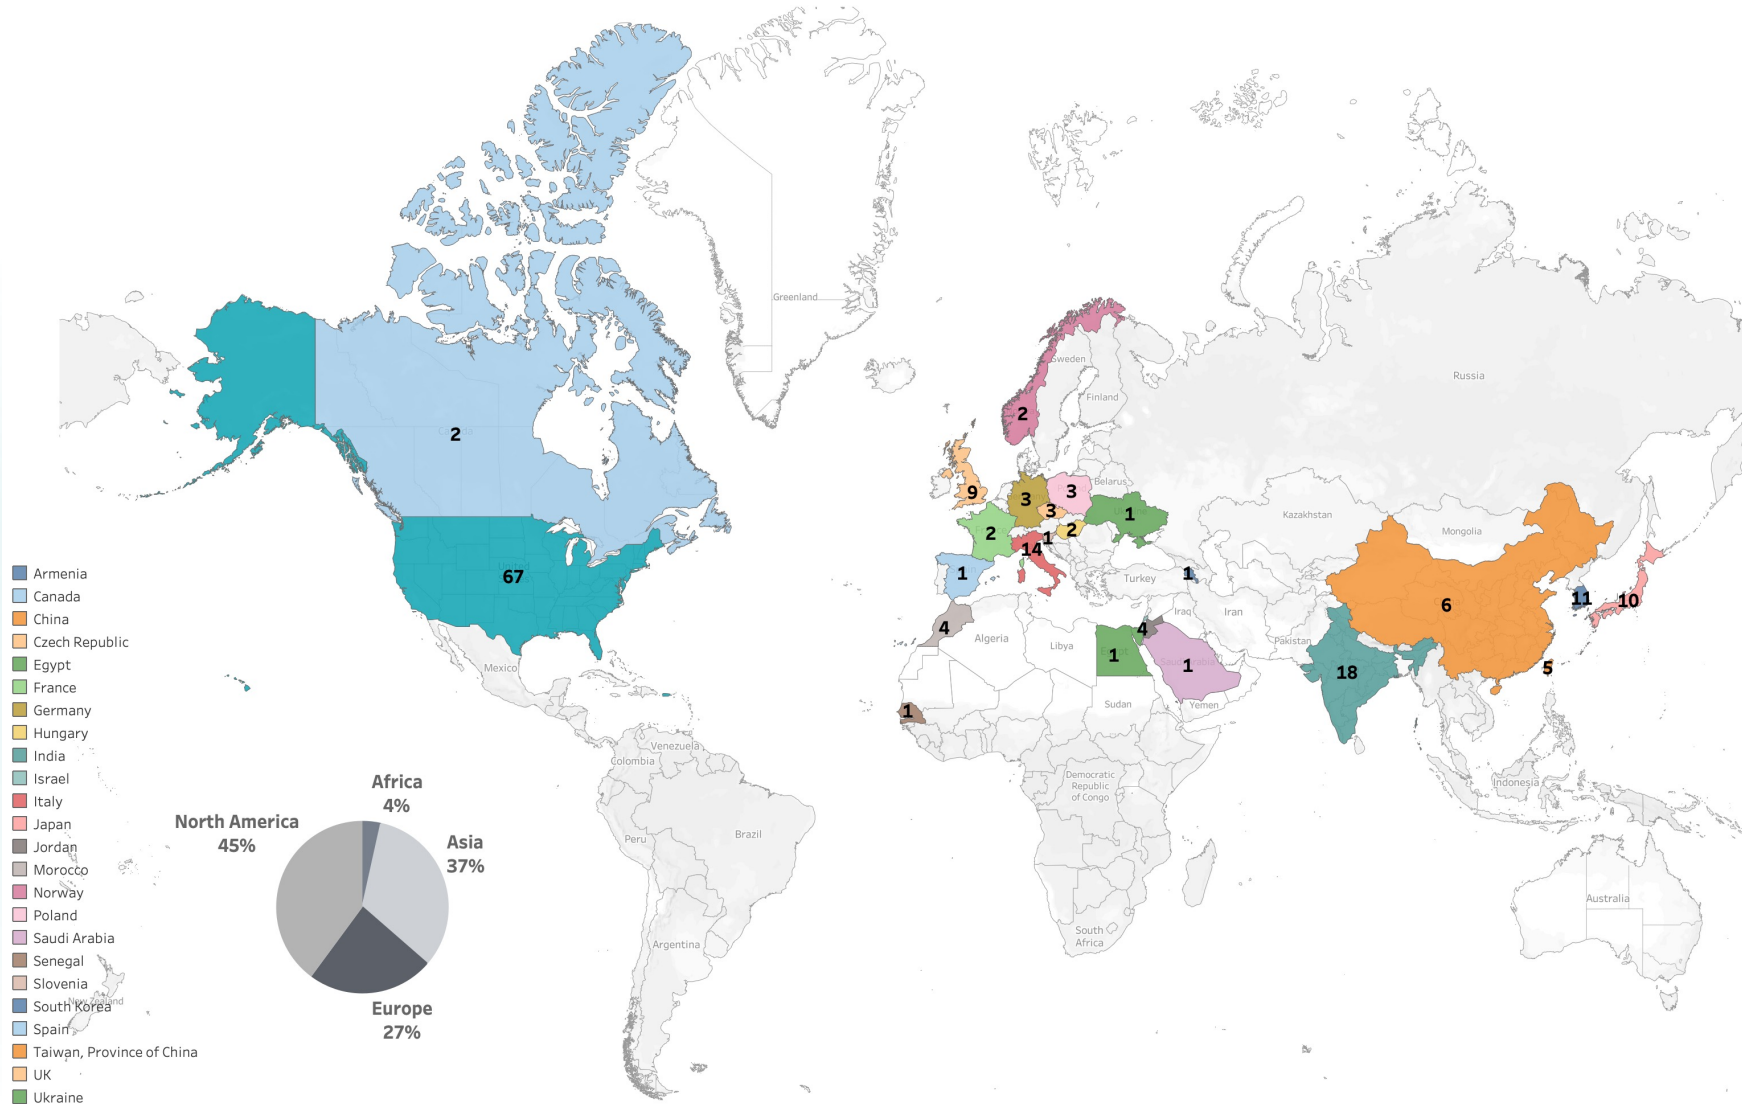 Greenland
Russia
Sweden
Finland
2
2
Belarus
9
3
3
3
1
2
2
1
14
Kazakhstan
Mongolia
67
1
1
Turkey
Iraq
Iran
Pakistan
6
11
10
4
Algeria
Libya
1
4
1
18
5
Mexico
1
Sudan
Yemen
Venezuela
Colombia
Democratic
Republic
of Congo
Indonesia
Peru
Brazil
Australia
South
Africa
Argentina
New Zealand
Armenia
Canada
China
Czech Republic
Egypt
France
Germany
Hungary
India
Israel
Italy
Japan
Jordan
Morocco
Norway
Poland
Saudi Arabia
Senegal
Slovenia
South Korea
Spain
Taiwan, Province of China
UK
Ukraine
Africa
4%
North America
45%
Asia
37%
Europe
27%